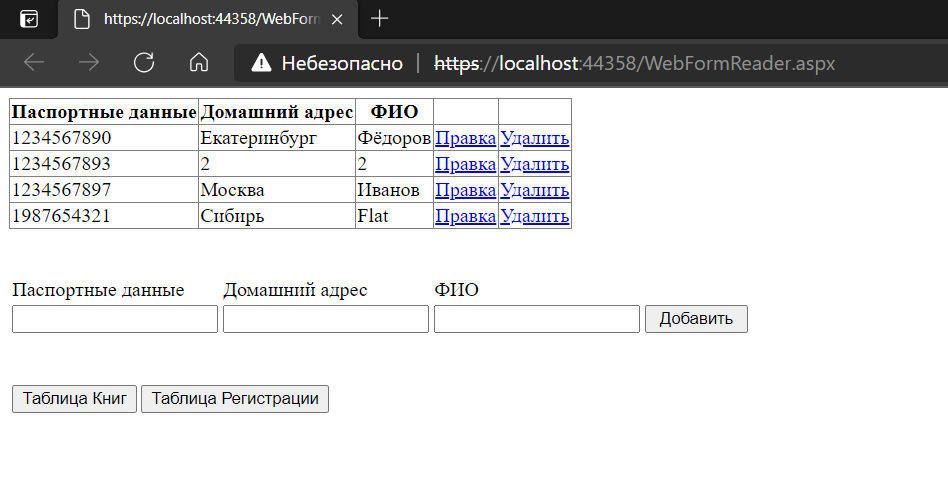 https://localhost:44358/WebForm
Небезопасно | https://localhost:44358/WebFormReader.aspx
Паспортные данные Домашний адрес ФИО
1234567890 Екатеринбург Фёдоров Правка Удалить
1234567893 2 2 Правка Удалить
1234567897 Москва Иванов Правка Удалить
1987654321 Сибирь Flat Правка Удалить
Паспортные данные Домашний адрес ФИО
Добавить
Таблица Книг Таблица Регистрации